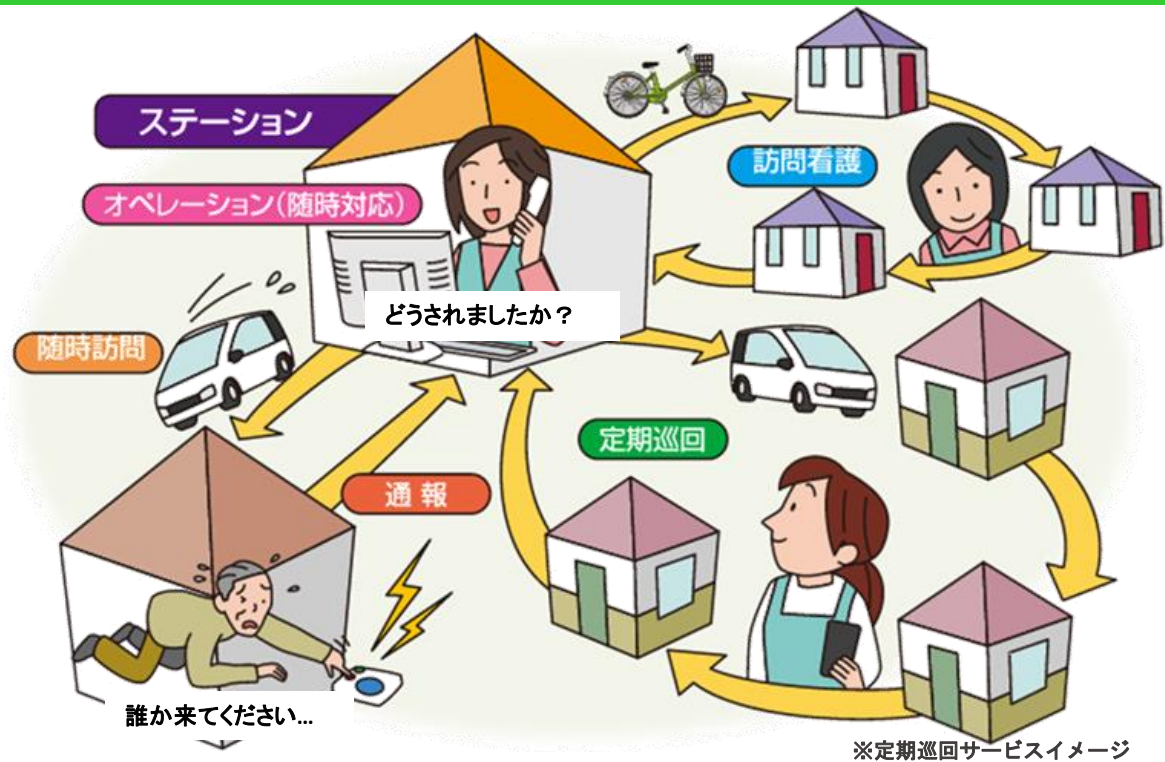 ステーション
オペレーション(随時対応)
訪問看護
どうされましたか?
随時訪問
定期巡回
通報
誰か来てください...
※定期巡回サービスイメージ